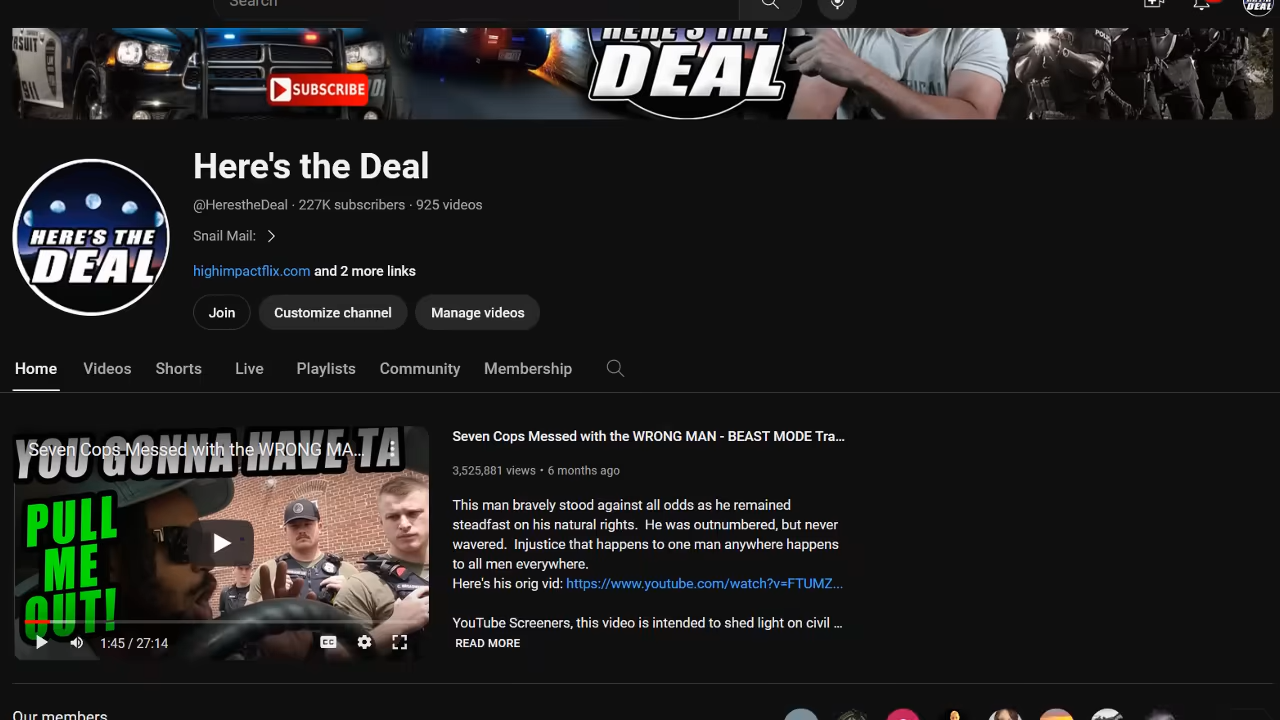 Search
DEAL
RSUIT
911
SUBSCRIBE
HERE'S THE
DEAL
Here's the Deal
@HerestheDeal · 227K subscribers · 925 videos
Snail Mail:
HERE'S THE
DEAL
highimpactflix.com and 2 more links
Join
Customize channel
Manage videos
Home
Videos
Shorts
Live
Playlists
Community
Membership
YOU GONNA HAVE TA
Seven Cops Messed with the WRONG MA...
PULL
ME
OUT!
1:45 / 27:14
CC
Seven Cops Messed with the WRONG MAN - BEAST MODE Tra...
3,525,881 views • 6 months ago
This man bravely stood against all odds as he remained
steadfast on his natural rights.  He was outnumbered, but never
wavered.  Injustice that happens to one man anywhere happens
to all men everywhere.
Here's his orig vid: https://www.youtube.com/watch?v=FTUMZ...
YouTube Screeners, this video is intended to shed light on civil ...
READ MORE
Our members